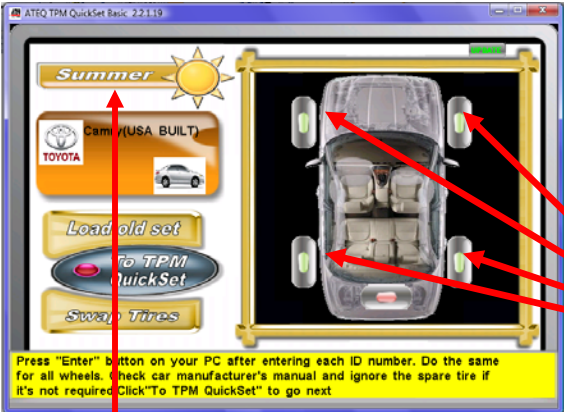 ATEQ TPM QuickSet Basic 2.2.1.19
Summer
Camry(USA BUILT)
TOYOTA
Load old set
To TPM
QuickSet
Swap Tires
Press "Enter" button on your PC after entering each ID number. Do the same
for all wheels. Check car manufacturer's manual and ignore the spare tire if
it's not required.Click"To TPM QuickSet" to go next